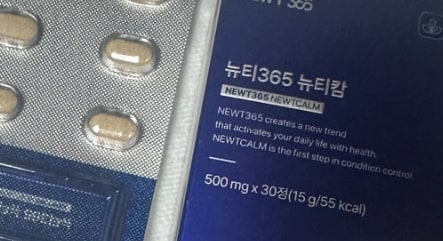 365
뉴티365 뉴티캄
NEWT365 NEWTCALM
NEWT365 creates a new trend
that activates your daily life with health.
NEWTCALM is the first step in condition control
500 mg x 30정(15 g/55 kcal)